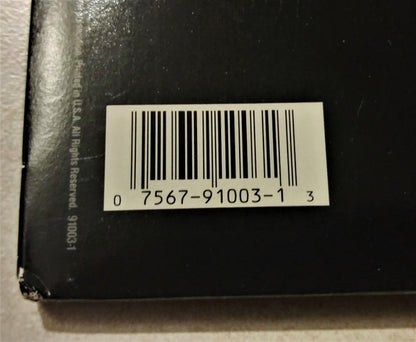 Printed in U.S.A. All Rights Reserved. 91003-1
0 7567-91003-1 3